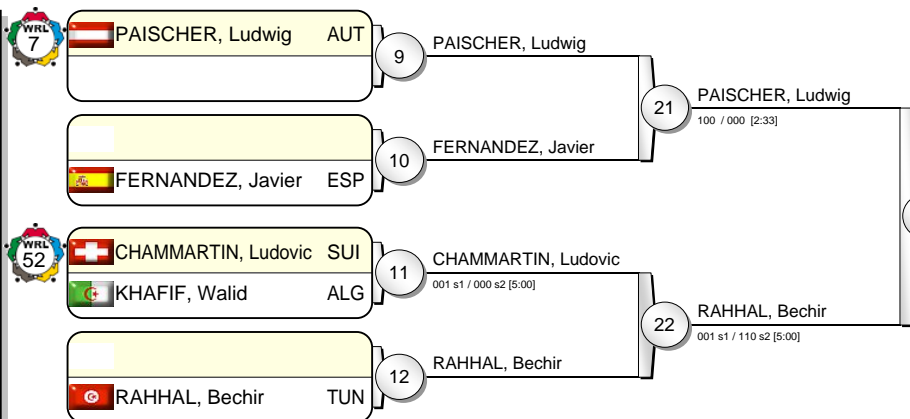 WRL
7
PAISCHER, Ludwig AUT
9
PAISCHER, Ludwig
21
PAISCHER, Ludwig
100 / 000 [2:33]
10
FERNANDEZ, Javier
FERNANDEZ, Javier ESP
WRL
52
CHAMMARTIN, Ludovic SUI
KHAFIF, Walid ALG
11
CHAMMARTIN, Ludovic
001 s1 / 000 s2 [5:00]
22
RAHHAL, Bechir
001 s1 / 110 s2 [5:00]
12
RAHHAL, Bechir
RAHHAL, Bechir TUN